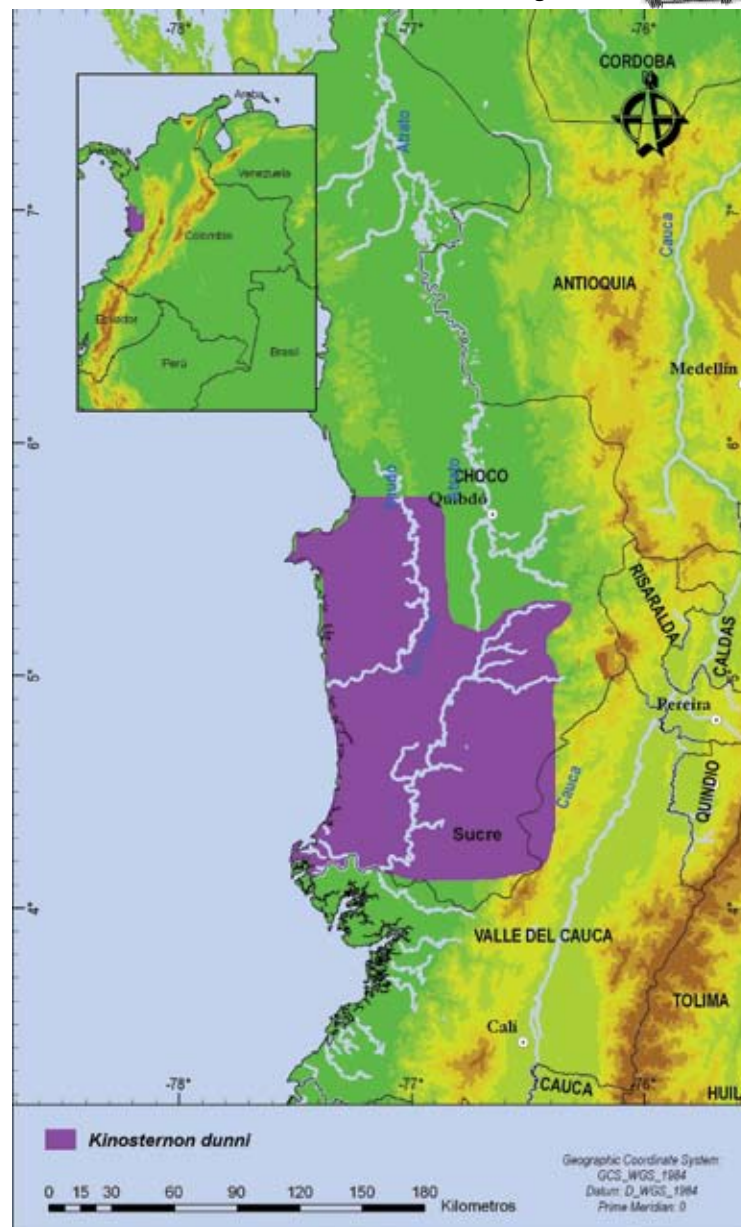 -78°
-77°
-76°
CORDOBA
Aruba
Venezuela
Colombia
Ecuador
Perú
Brasil
Atrato
7°
7°
Cauca
ANTIOQUIA
Medellín
6°
6°
CHOCO
Quibdó
Atrato
RISARALDA
CALDAS
5°
5°
Pereira
QUINDIO
Cauca
Sucre
4°
4°
VALLE DEL CAUCA
TOLIMA
Cali
CAUCA
HUIL
-78°
-77°
-76°
Kinosternon dunni
0 15 30 60 90 120 150 180
Kilometros
Geographic Coordinate System:
GCS_WGS_1984
Datum: D_WGS_1984
Prime Meridian: 0